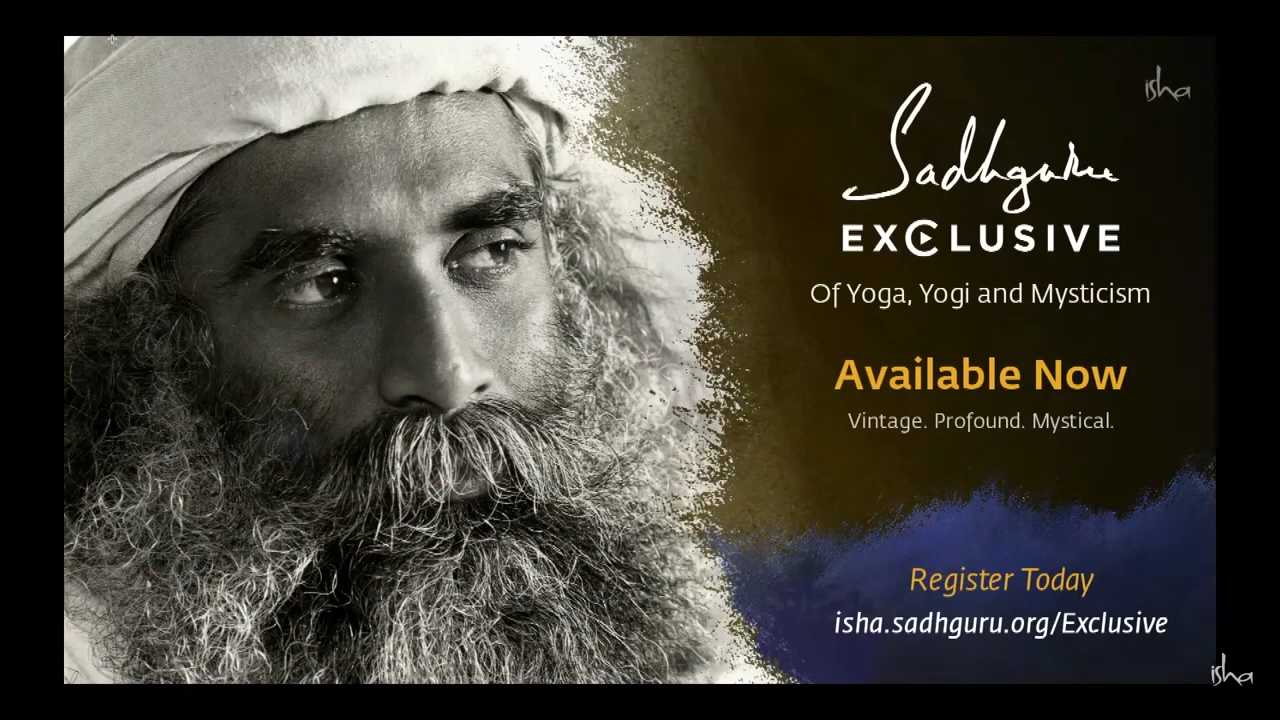 isha
Sadhguru
EXCLUSIVE
Of Yoga, Yogi and Mysticism
Available Now
Vintage. Profound. Mystical.
Register Today
isha.sadhguru.org/Exclusive
isha